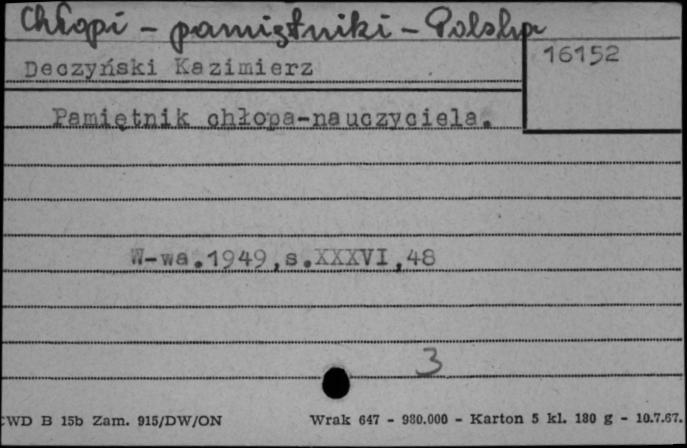 Chłopi - pamiętniki - Polska
Deczyński Kazimierz
16152
Pamiętnik chłopa-nauczyciela.
W-wa.1949,s.XXXVI,48
3
CWD B 15b Zam. 915/DW/ON
Wrak 647 - 980.000 - Karton 5 kl. 180 g - 10.7.67.